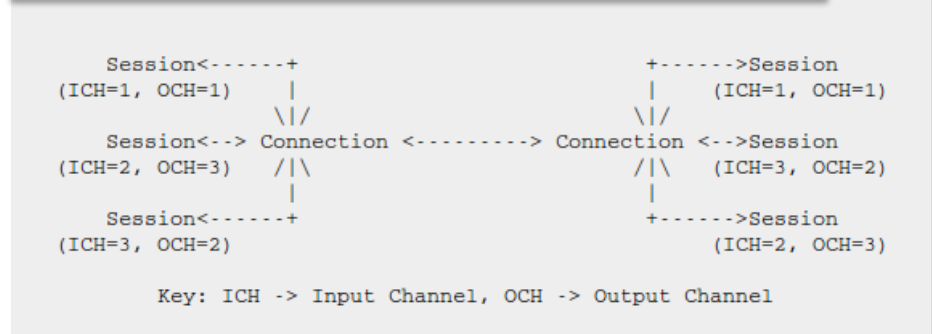 Session<------+                                  +------>Session
(ICH=1, OCH=1)      |                                  |      (ICH=1, OCH=1)
\|/                                \|/
Session<--> Connection <---------> Connection <-->Session
(ICH=2, OCH=3)    /|\                                /|\    (ICH=3, OCH=2)
|                                  |
Session<------+                                  +------>Session
(ICH=3, OCH=2)                                                (ICH=2, OCH=3)
Key: ICH -> Input Channel, OCH -> Output Channel